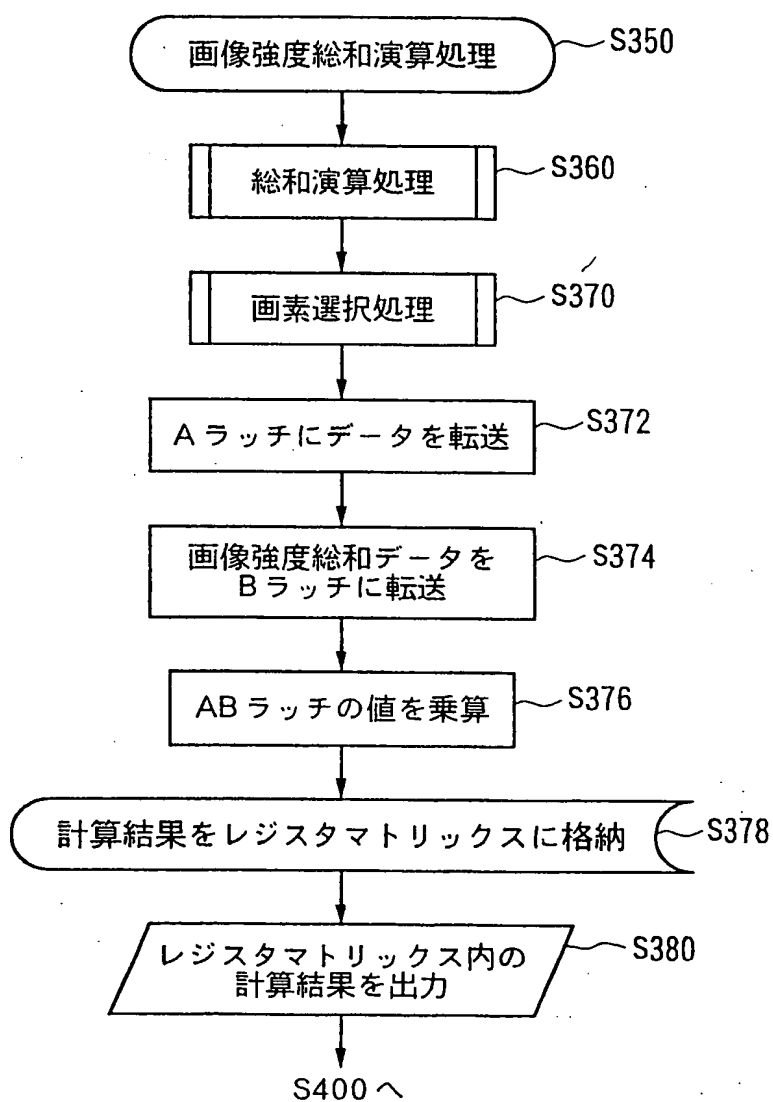 画像強度総和演算処理
S350
総和演算処理
S360
画素選択処理
S370
Aラッチにデータを転送
S372
画像強度総和データを
Bラッチに転送
S374
ABラッチの値を乗算
S376
計算結果をレジスタマトリックスに格納
S378
レジスタマトリックス内の
計算結果を出力
S380
S400へ